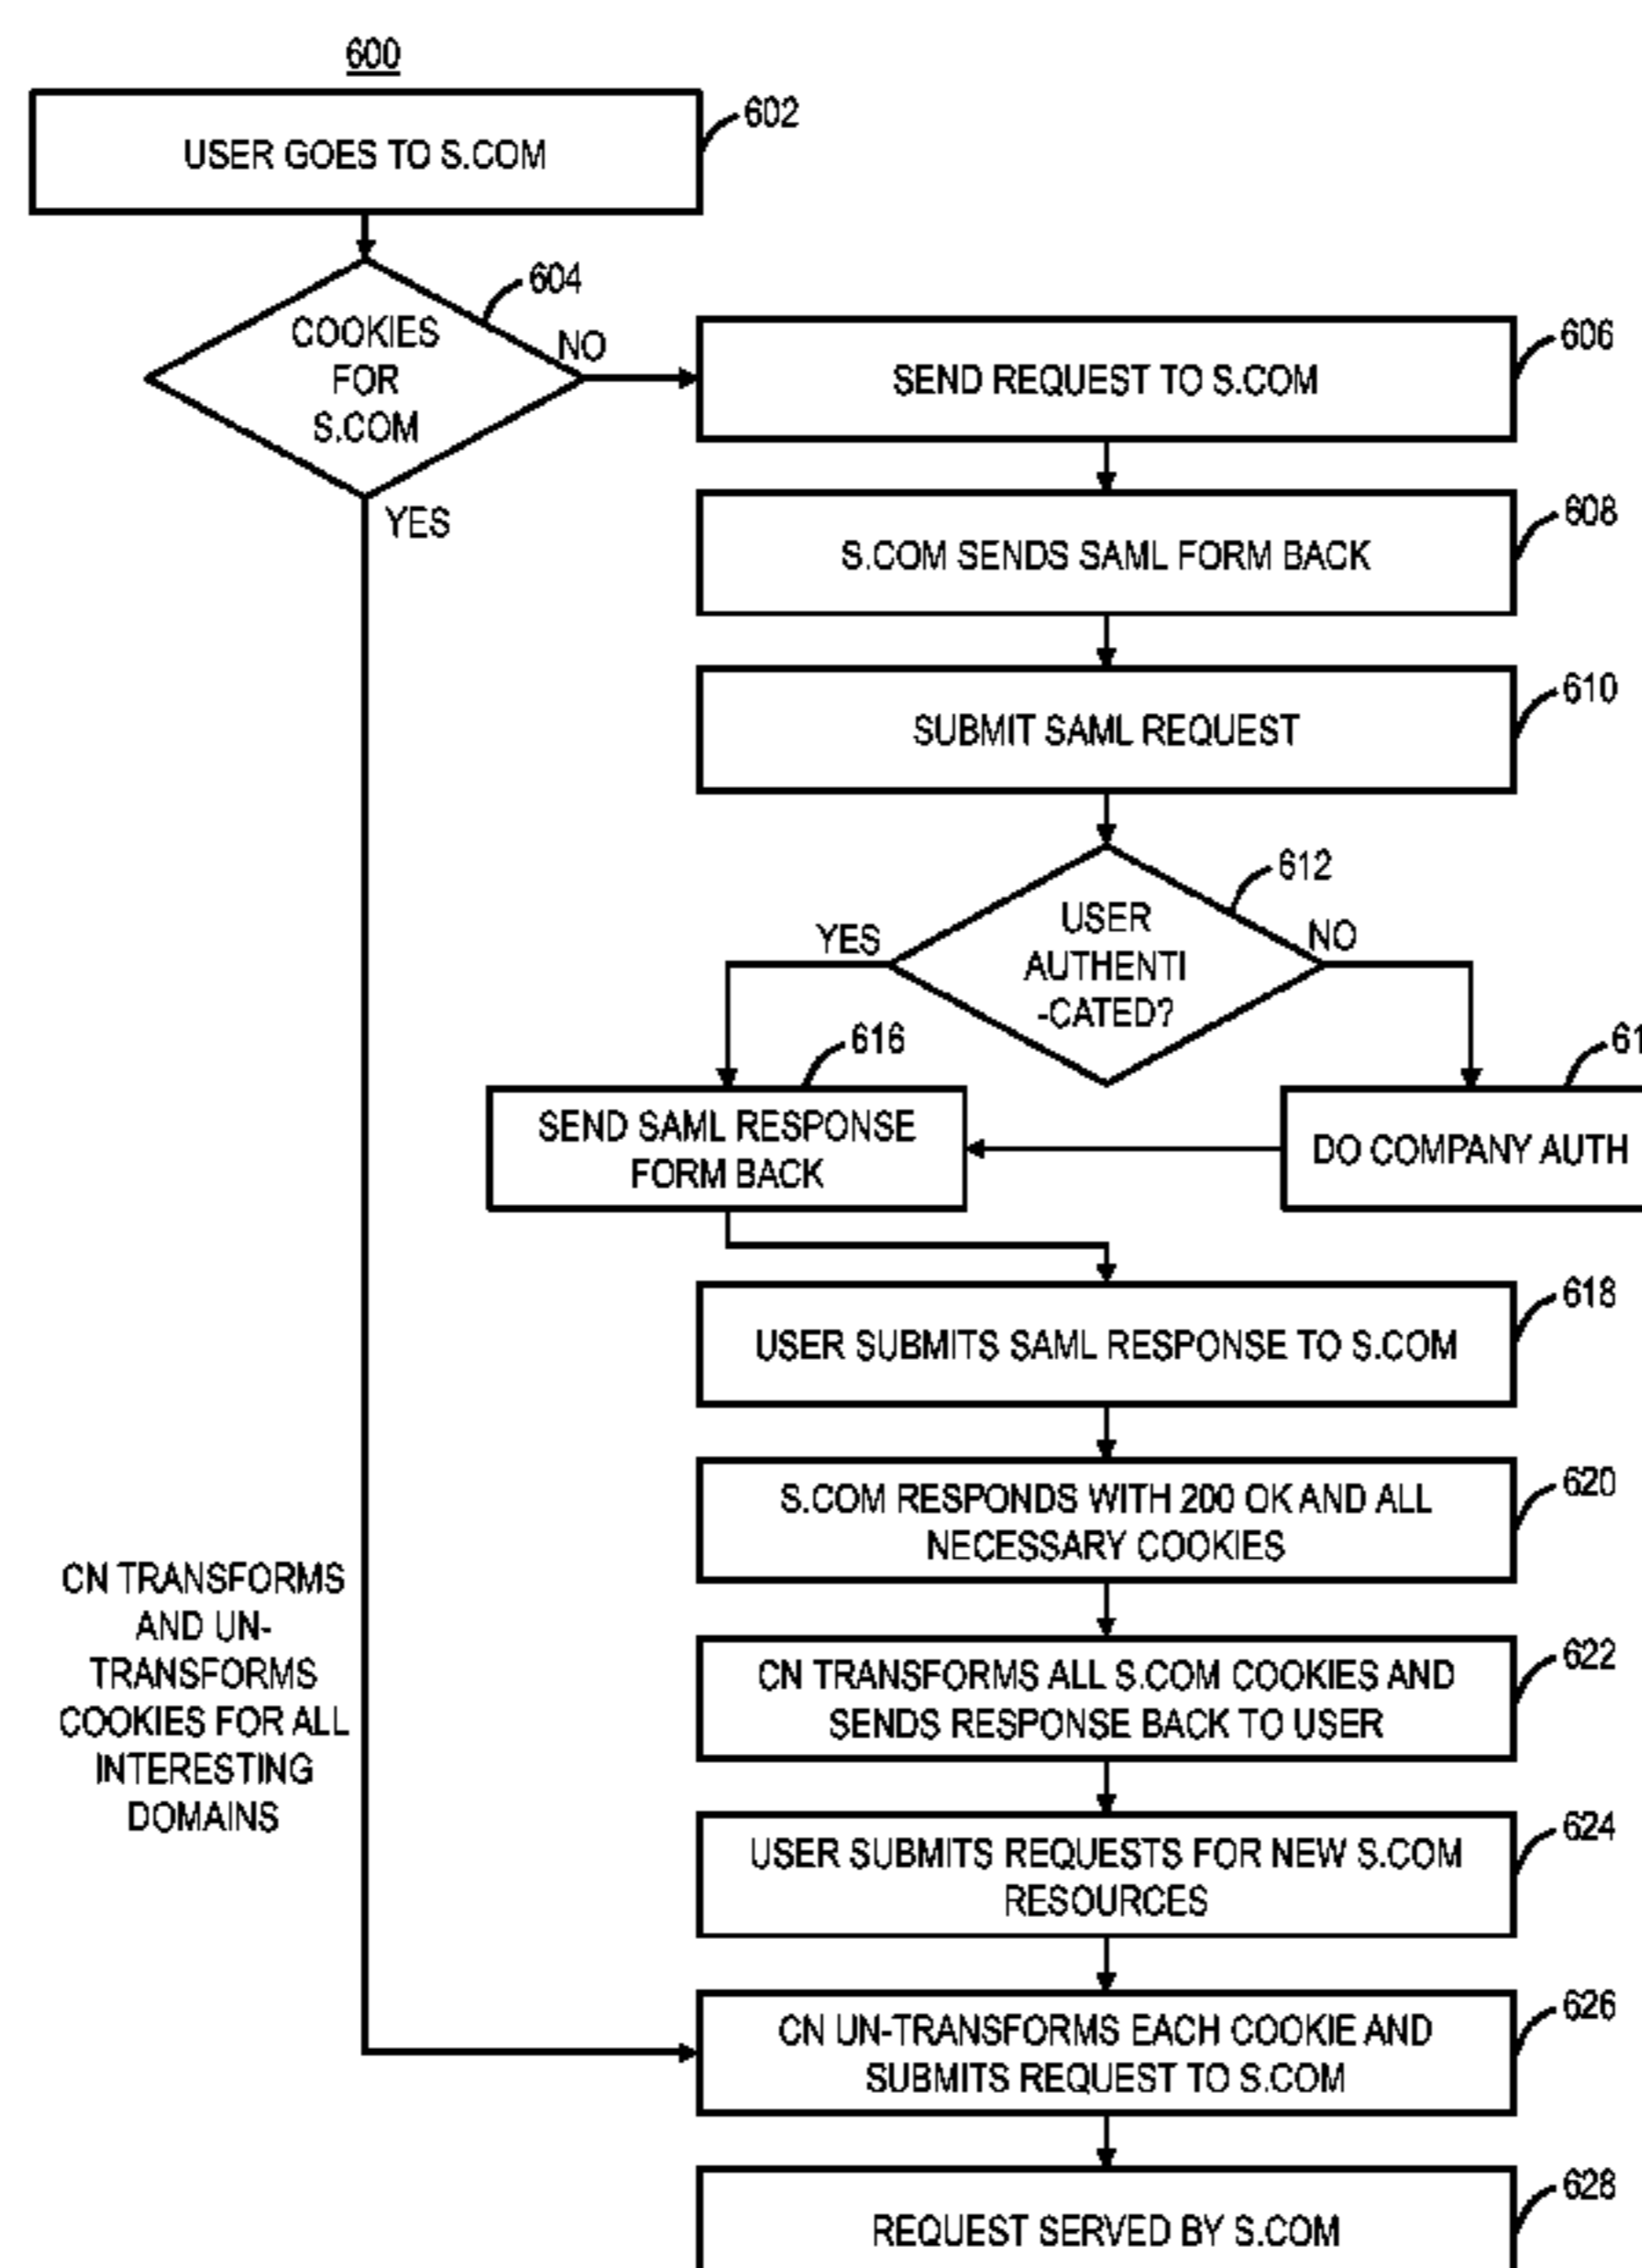 600
USER GOES TO S.COM
602
COOKIES
FOR
S.COM
604
NO
YES
SEND REQUEST TO S.COM
606
S.COM SENDS SAML FORM BACK
608
SUBMIT SAML REQUEST
610
USER
AUTHENTI
-CATED?
612
YES
NO
SEND SAML RESPONSE
FORM BACK
616
DO COMPANY AUTH
USER SUBMITS SAML RESPONSE TO S.COM
618
S.COM RESPONDS WITH 200 OK AND ALL
NECESSARY COOKIES
620
CN TRANSFORMS
AND UN-
TRANSFORMS
COOKIES FOR ALL
INTERESTING
DOMAINS
CN TRANSFORMS ALL S.COM COOKIES AND
SENDS RESPONSE BACK TO USER
622
USER SUBMITS REQUESTS FOR NEW S.COM
RESOURCES
624
CN UN-TRANSFORMS EACH COOKIE AND
SUBMITS REQUEST TO S.COM
626
REQUEST SERVED BY S.COM
628